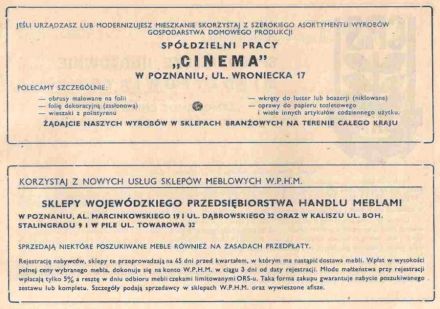 JEŚLI URZĄDZASZ LUB MODERNIZUJESZ MIESZKANIE SKORZYSTAJ Z SZEROKIEGO ASORTYMENTU WYROBÓW
GOSPODARSTWA DOMOWEGO PRODUKCJI
SPÓŁDZIELNI PRACY
„CINEMA"
W POZNANIU, UL. WRONIECKA 17
POLECAMY SZCZEGÓLNIE:
— obrusy malowane na folii
— folię dekoracyjną (zasłonową)
— wieszaki z polistyrenu
— wkręty do luster lub boazerii (niklowane)
— oprawy do papieru toaletowego
i wiele innych artykułów codziennego użytku.
ŻĄDAJCIE NASZYCH WYROBÓW W SKLEPACH BRANŻOWYCH NA TERENIE CAŁEGO KRAJU
KORZYSTAJ Z NOWYCH USŁUG SKLEPÓW MEBLOWYCH W.P.H.M.
SKLEPY WOJEWÓDZKIEGO PRZEDSIĘBIORSTWA HANDLU MEBLAMI
W POZNANIU, AL. MARCINKOWSKIEGO 19 I UL. DĄBROWSKIEGO 32 ORAZ W KALISZU UL. BOH.
STALINGRADU 9 I W PILE UL. TOWAROWA 32
SPRZEDAJĄ NIEKTÓRE POSZUKIWANE MEBLE RÓWNIEŻ NA ZASADACH PRZEDPŁATY.
Rejestrację nabywców, sklepy te przeprowadzają na 45 dni przed kwartałem, w którym ma nastąpić dostawa mebli. Wpłat w wysokości
pełnej ceny wybranego mebla, dokonuje się na konto W.P.H.M. w ciągu 3 dni od daty rejestracji. Młode małżeństwa przy rejestracji
wpłacają tylko 5% a resztę w dniu odbioru mebli czekami limitowanymi ORS-u. Taka forma zakupu gwarantuje nabycie poszukiwanego
zestawu lub kompletu. Szczegóły podają sprzedawcy w sklepach W.P.H.M. oraz wywieszone afisze.